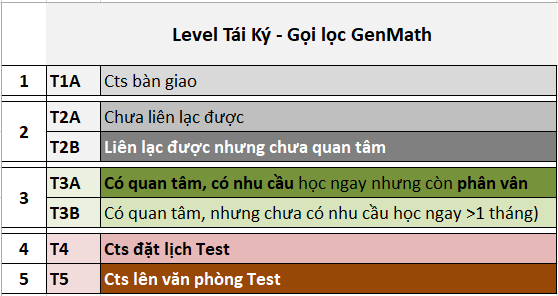 Level Tái Ký - Gọi lọc GenMath
1 T1A Cts bàn giao
2 T2A Chưa liên lạc được
T2B Liên lạc được nhưng chưa quan tâm
3 T3A Có quan tâm, có nhu cầu học ngay nhưng còn phân vân
T3B Có quan tâm, nhưng chưa có nhu cầu học ngay >1 tháng)
4 T4 Cts đặt lịch Test
5 T5 Cts lên văn phòng Test